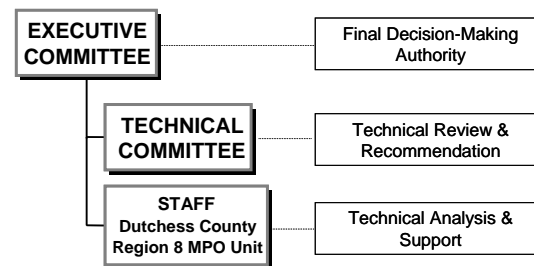 EXECUTIVE
COMMITTEE
Final Decision-Making
Authority
TECHNICAL
COMMITTEE
Technical Review &
Recommendation
STAFF
Dutchess County
Region 8 MPO Unit
Technical Analysis &
Support